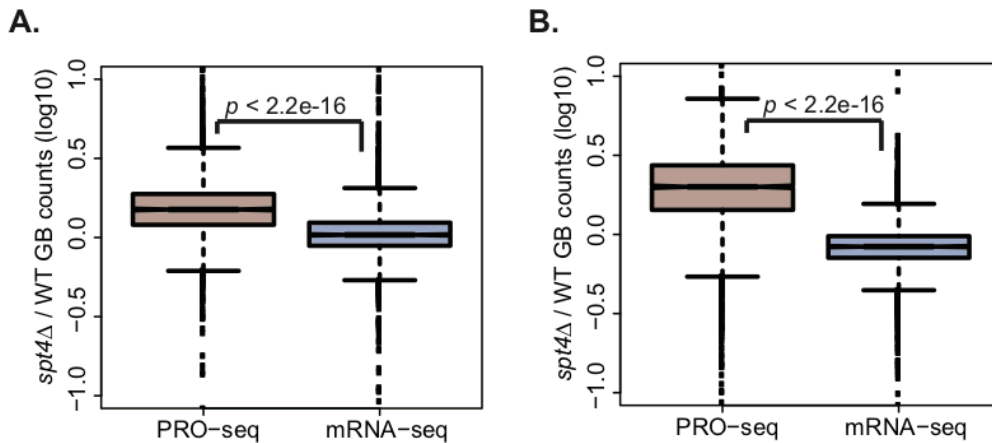 A.
spt4Δ / WT GB counts (log10)
1.0
0.5
0.0
−0.5
−1.0
p < 2.2e-16
PRO−seq
mRNA−seq
B.
spt4Δ / WT GB counts (log10)
1.0
0.5
0.0
−0.5
−1.0
p < 2.2e-16
PRO−seq
mRNA−seq